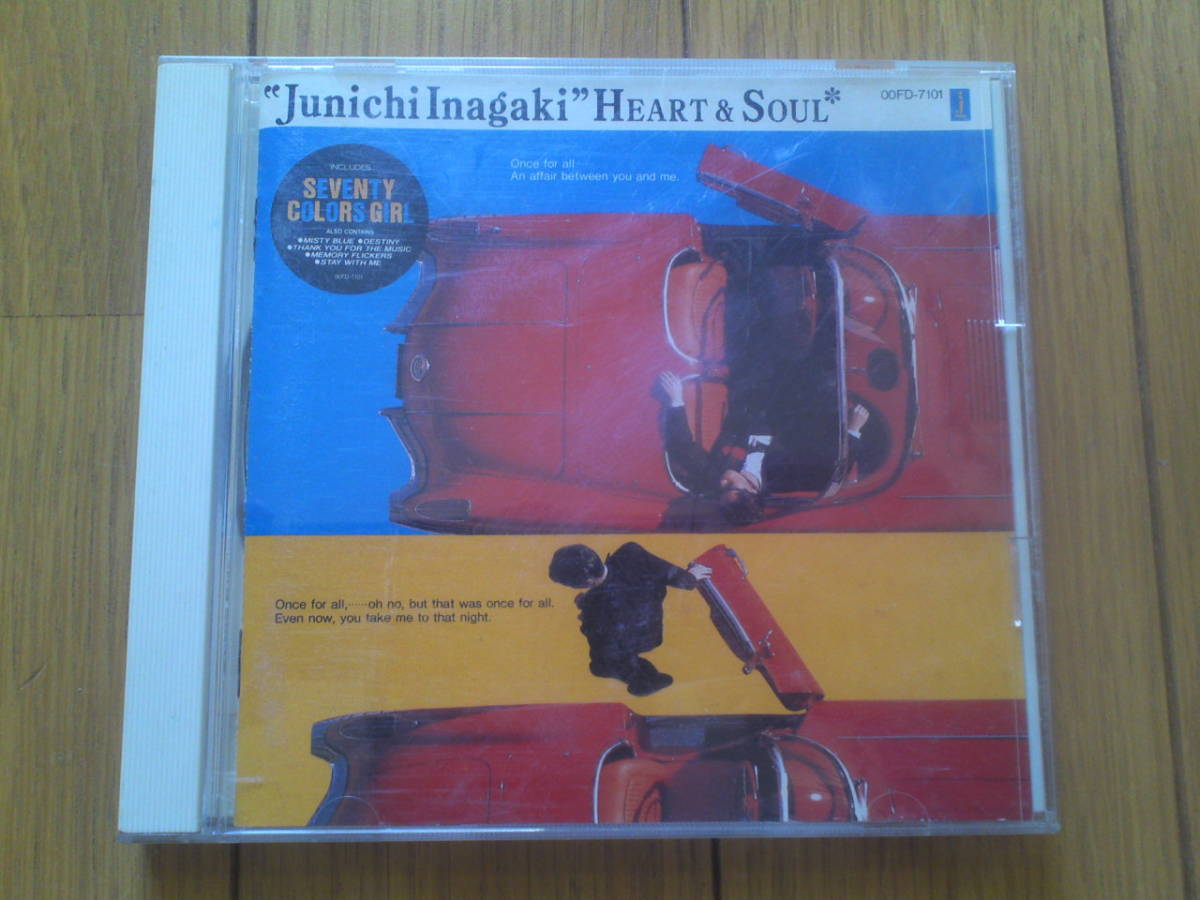 "Junichi Inagaki" HEART & SOUL*
00FD-7101
INCLUDES
SEVENTY
COLORS GIRL
ALSO CONTAINS
●MISTY BLUE ●DESTINY
●THANK YOU FOR THE MUSIC
●MEMORY FLICKERS
●STAY WITH ME
00FD-7101
Once for all…
An affair between you and me.
Once for all,……oh no, but that was once for all.
Even now, you take me to that night.